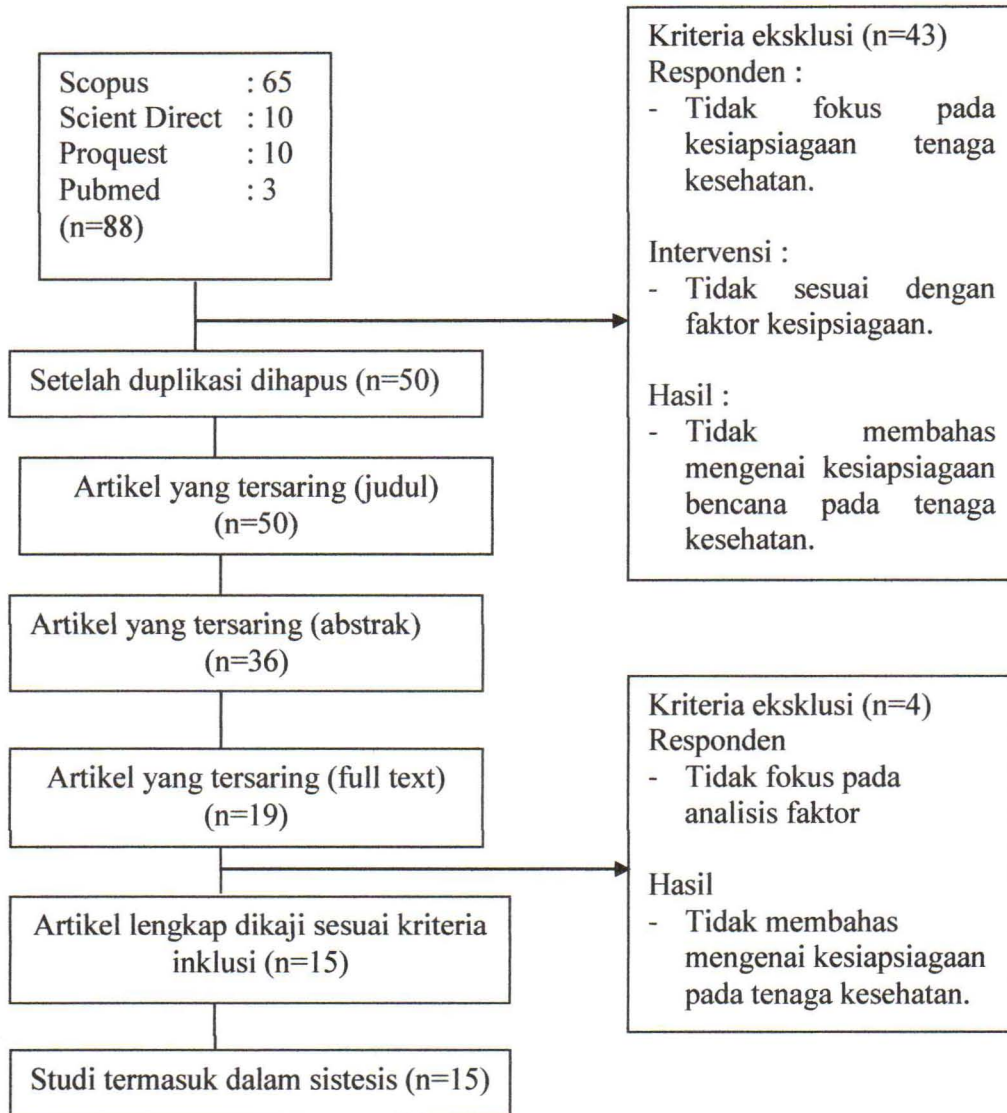 Scopus : 65
Scient Direct : 10
Proquest : 10
Pubmed : 3
(n=88)
Kriteria eksklusi (n=43)
Responden :
- Tidak fokus pada
kesiapsiagaan tenaga
kesehatan.
Intervensi :
- Tidak sesuai dengan
faktor kesipsiagaan.
Hasil :
- Tidak membahas
mengenai kesiapsiagaan
bencana pada tenaga
kesehatan.
Setelah duplikasi dihapus (n=50)
Artikel yang tersaring (judul)
(n=50)
Artikel yang tersaring (abstrak)
(n=36)
Artikel yang tersaring (full text)
(n=19)
Kriteria eksklusi (n=4)
Responden
- Tidak fokus pada
analisis faktor
Hasil
- Tidak membahas
mengenai kesiapsiagaan
pada tenaga kesehatan.
Artikel lengkap dikaji sesuai kriteria
inklusi (n=15)
Studi termasuk dalam sistesis (n=15)